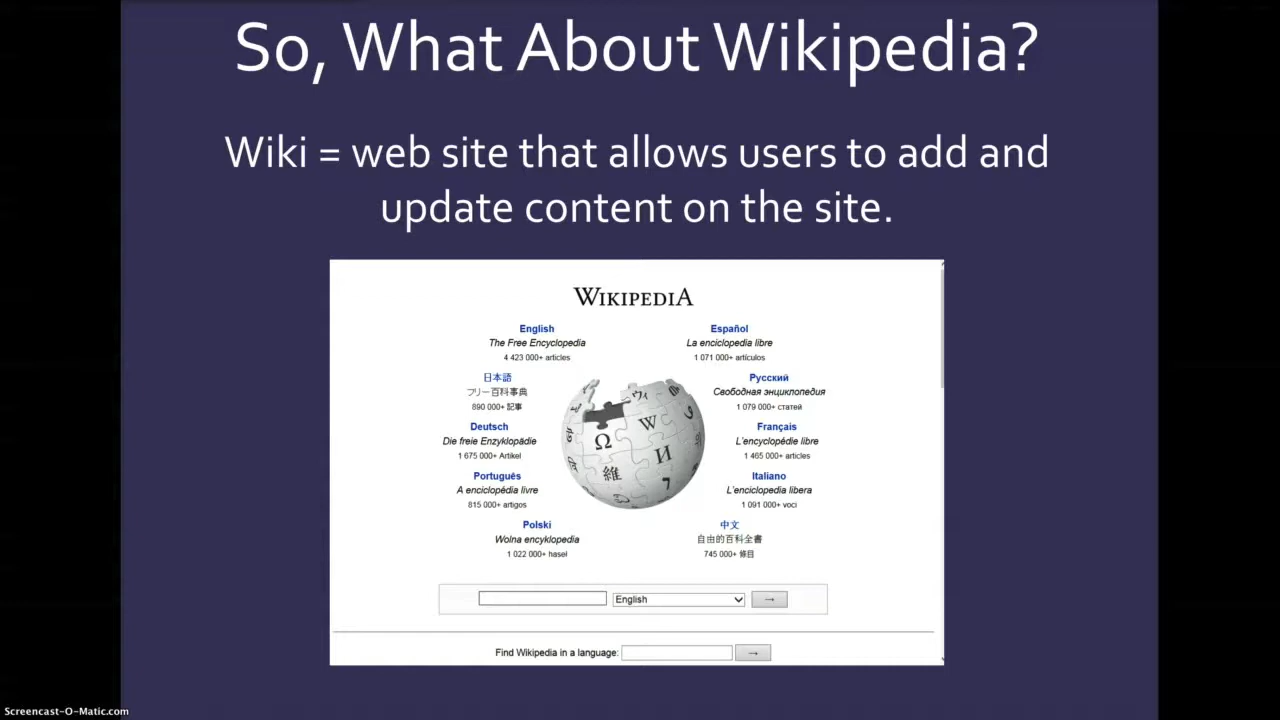 So, What About Wikipedia?
Wiki = web site that allows users to add and
update content on the site.
WIKIPEDIA
English
The Free Encyclopedia
4 423 000+ articles
Español
La enciclopedia libre
1 071 000+ artículos
日本語
フリー百科事典
890 000+ 記事
Русский
Свободная энциклопедия
1 079 000+ статей
Deutsch
Die freie Enzyklopädie
1 675 000+ Artikel
Français
L'encyclopédie libre
1 465 000+ articles
Português
A enciclopédia livre
815 000+ artigos
Italiano
L'enciclopedia libera
1 091 000+ voci
Polski
Wolna encyklopedia
1 022 000+ haseł
中文
自由的百科全書
745 000+ 條目
Ω W И 維 ウィ
English →
Find Wikipedia in a language: →
Screencast-O-Matic.com